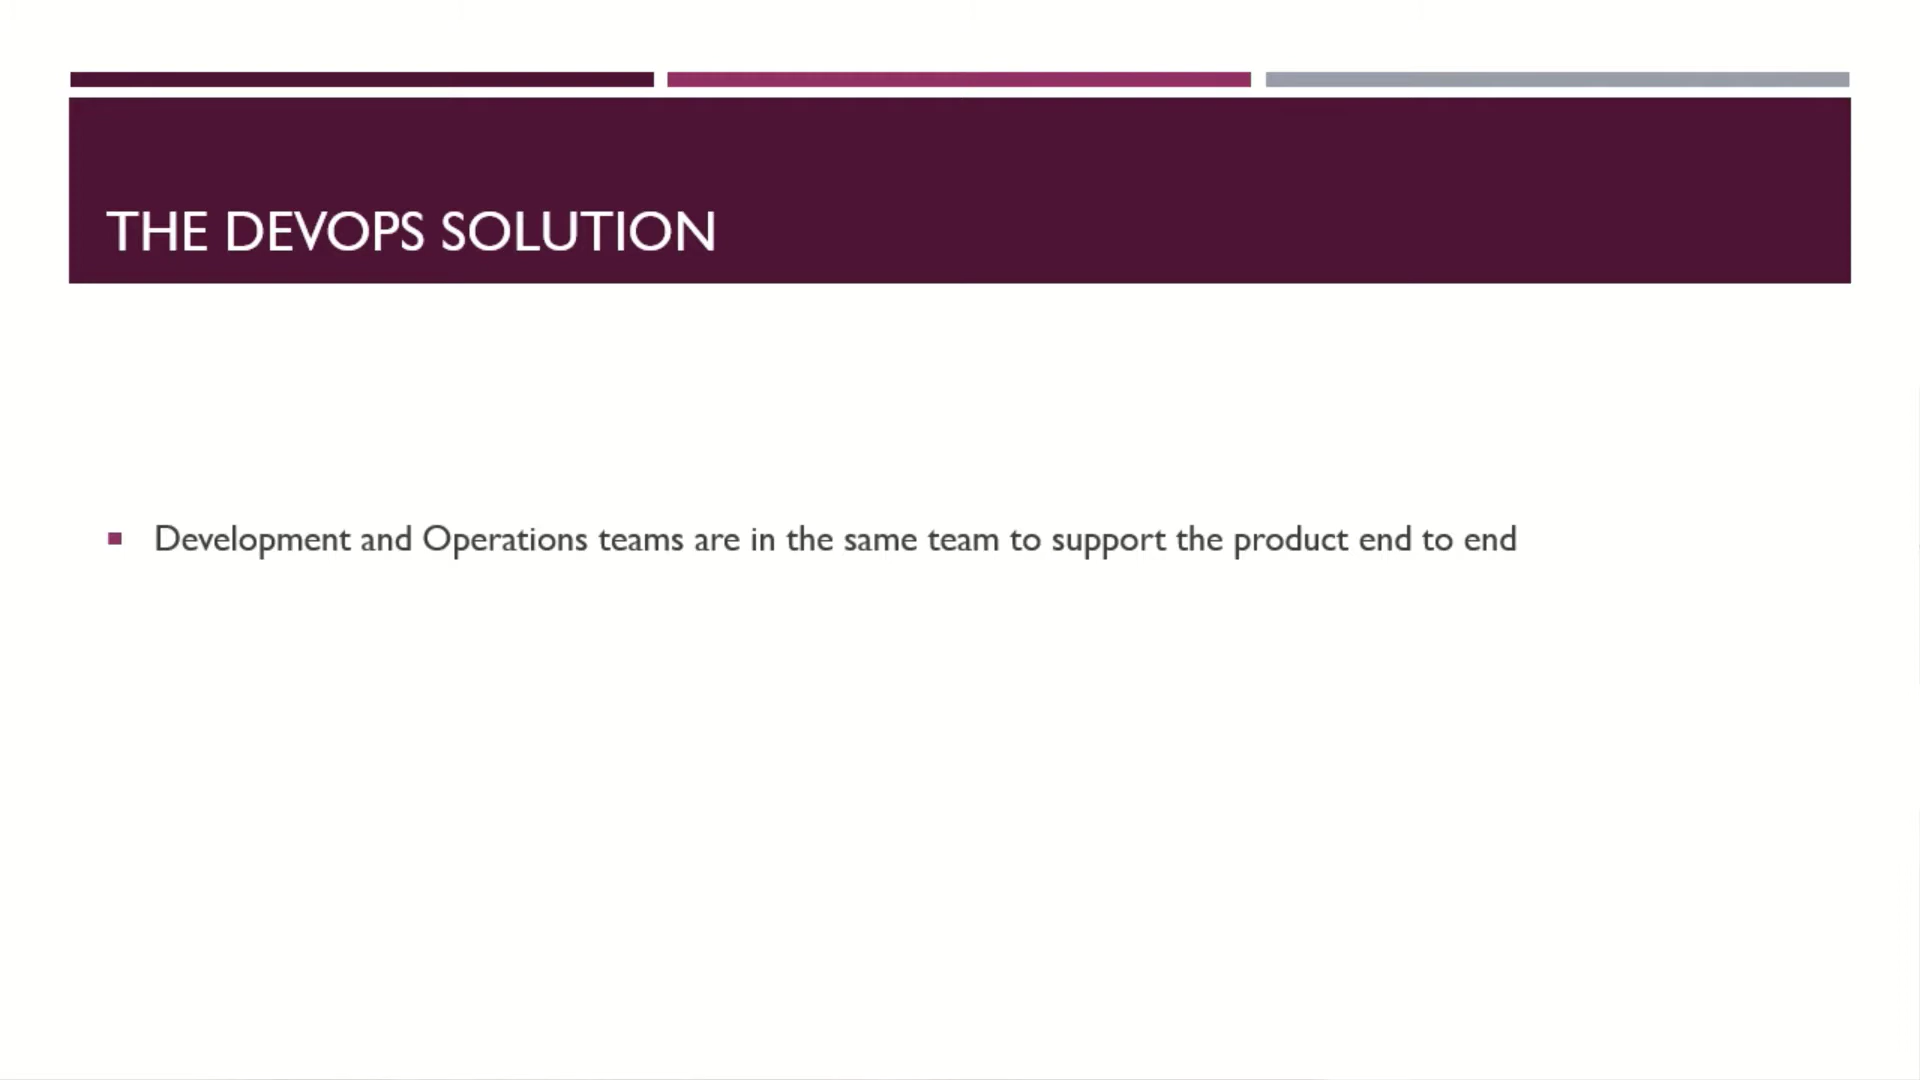 THE DEVOPS SOLUTION
Development and Operations teams are in the same team to support the product end to end